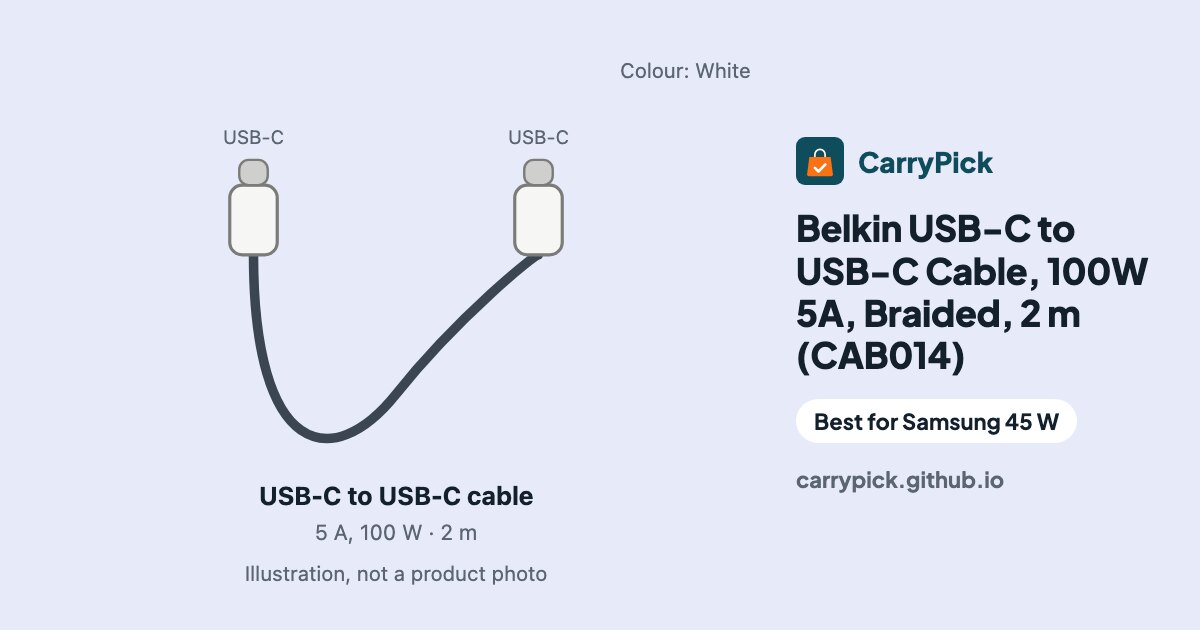 Colour: White
USB-C
USB-C
CarryPick
Belkin USB-C to
USB-C Cable, 100W
5A, Braided, 2 m
(CAB014)
Best for Samsung 45 W
carrypick.github.io
USB-C to USB-C cable
5 A, 100 W · 2 m
Illustration, not a product photo